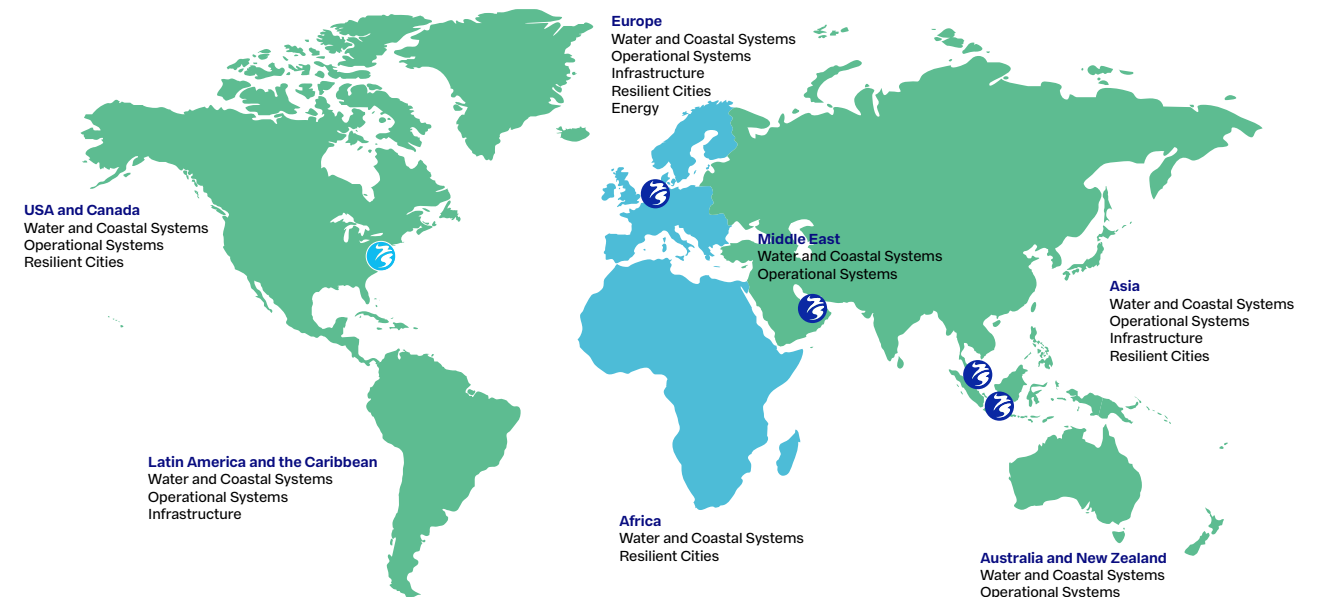 Europe
Water and Coastal Systems
Operational Systems
Infrastructure
Resilient Cities
Energy
USA and Canada
Water and Coastal Systems
Operational Systems
Resilient Cities
Middle East
Water and Coastal Systems
Operational Systems
Asia
Water and Coastal Systems
Operational Systems
Infrastructure
Resilient Cities
Latin America and the Caribbean
Water and Coastal Systems
Operational Systems
Infrastructure
Africa
Water and Coastal Systems
Resilient Cities
Australia and New Zealand
Water and Coastal Systems
Operational Systems